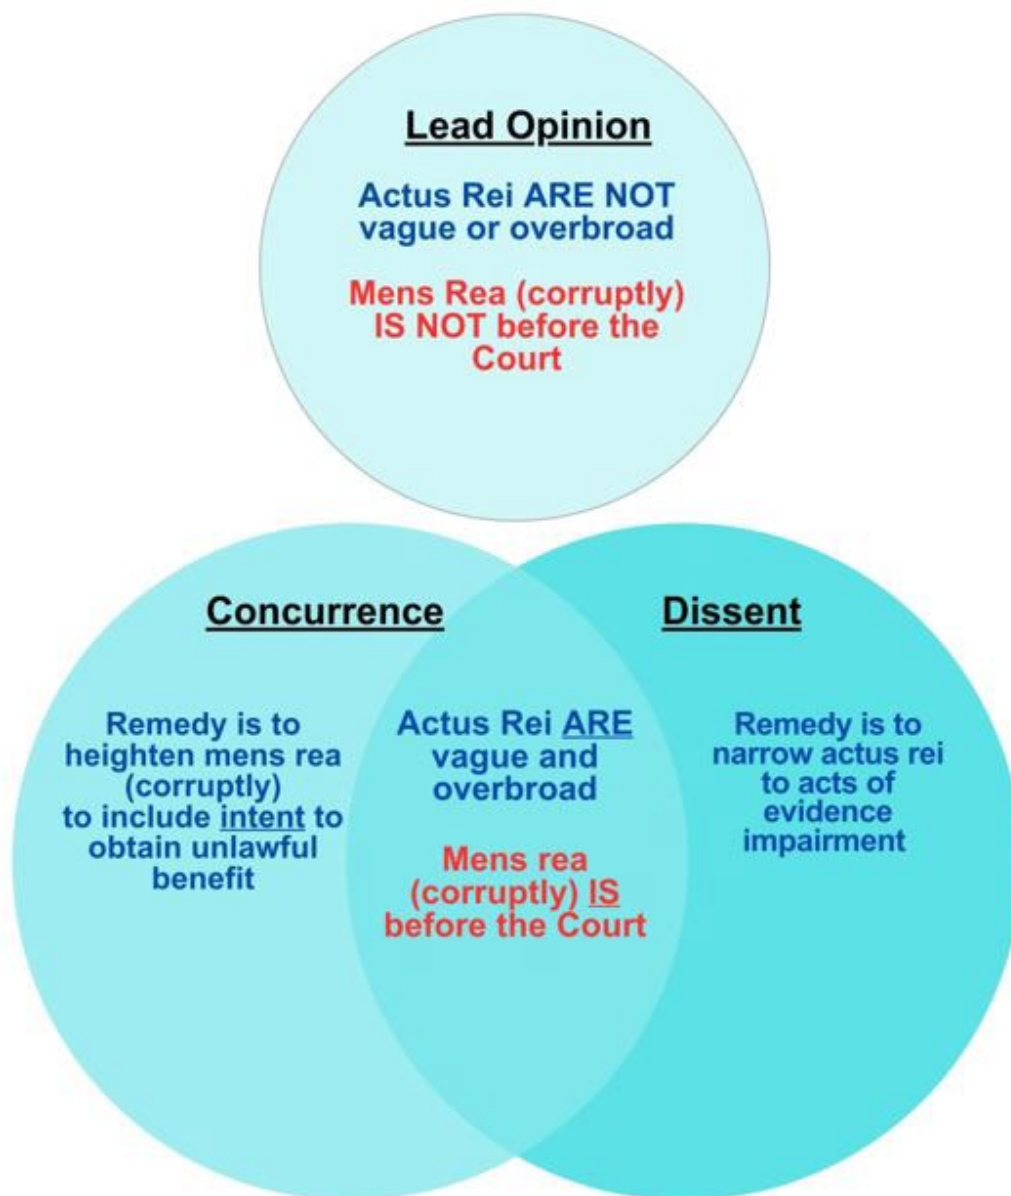 Lead Opinion
Actus Rei ARE NOT
vague or overbroad
Mens Rea (corruptly)
IS NOT before the
Court
Concurrence
Remedy is to
heighten mens rea
(corruptly)
to include intent to
obtain unlawful
benefit
Actus Rei ARE
vague and
overbroad
Mens rea
(corruptly) IS
before the Court
Dissent
Remedy is to
narrow actus rei
to acts of
evidence
impairment